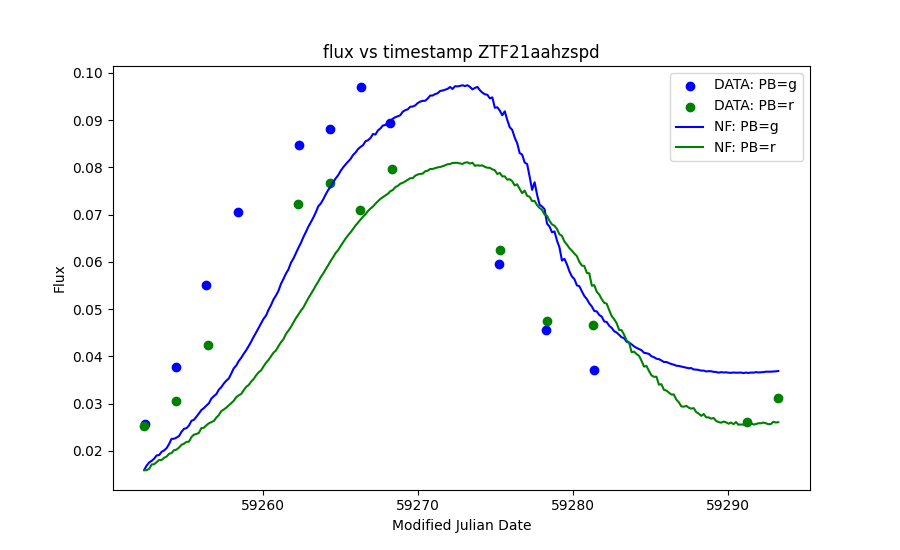 flux vs timestamp ZTF21aahzspd
0.10
0.09
0.08
0.07
0.06
0.05
0.04
0.03
0.02
Flux
DATA: PB=g
DATA: PB=r
NF: PB=g
NF: PB=r
59260 59270 59280 59290
Modified Julian Date